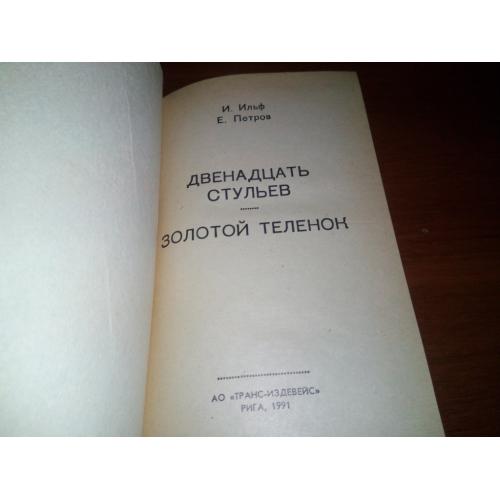 И. Ильф
Е. Петров
ДВЕНАДЦАТЬ
СТУЛЬЕВ
ЗОЛОТОЙ ТЕЛЕНОК
АО «ТРАНС-ИЗДЕВЕЙС»
РИГА, 1991